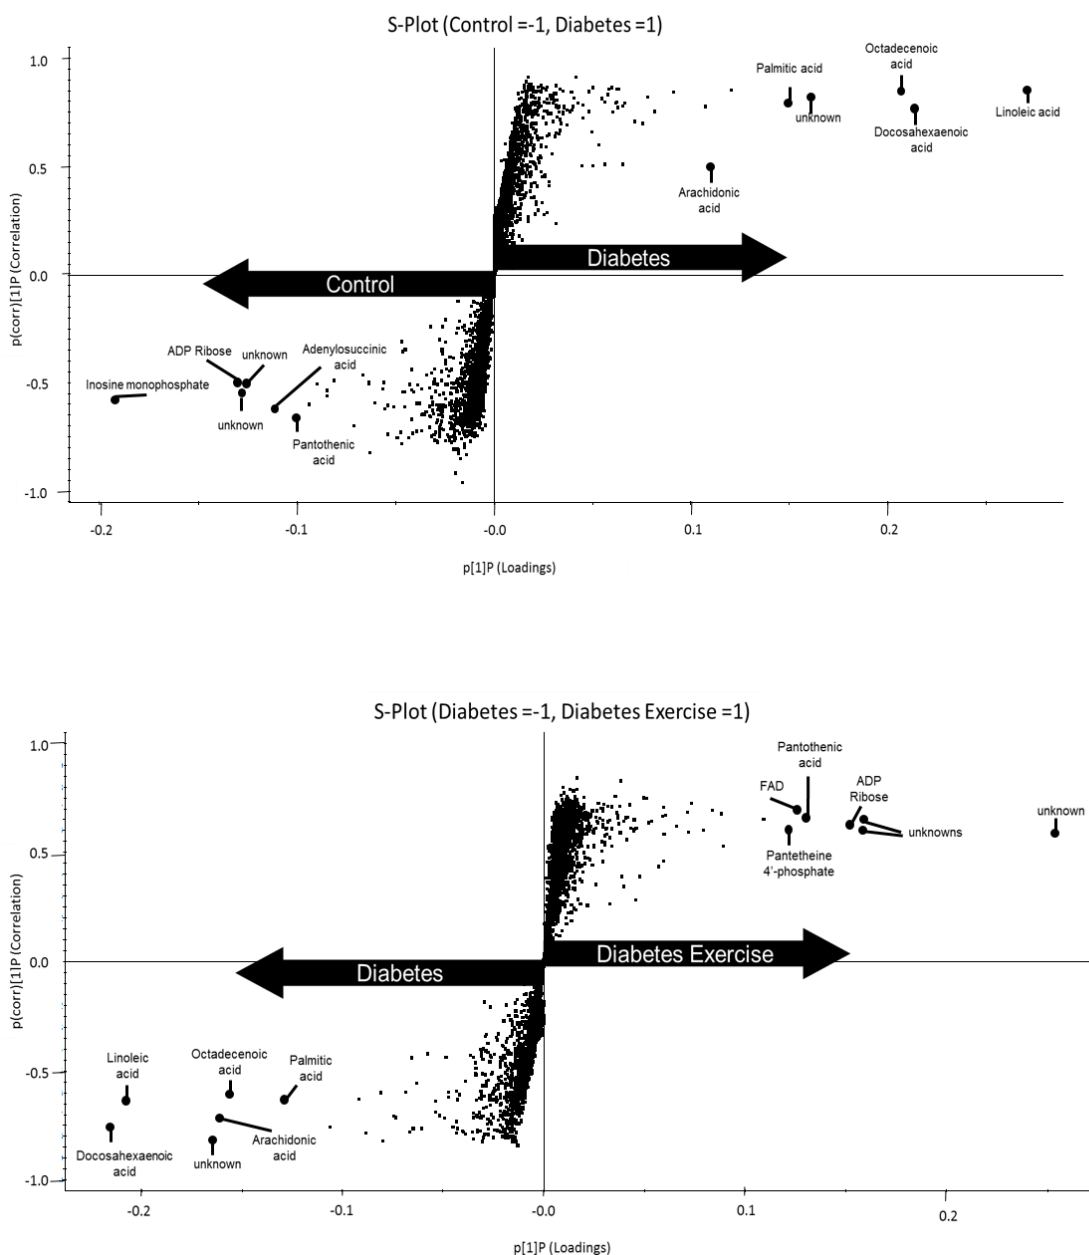 S-Plot (Control =-1, Diabetes =1)
p(corr)[1]P (Correlation)
1.0
0.5
0.0
-0.5
-1.0
Octadecenoic
acid
Palmitic acid
unknown
Linoleic acid
Docosahexaenoic
acid
Arachidonic
acid
Diabetes
Control
ADP Ribose
unknown
Adenylosuccinic
acid
Inosine monophosphate
unknown
Pantothenic
acid
-0.2
-0.1
-0.0
0.1
0.2
p[1]P (Loadings)
S-Plot (Diabetes =-1, Diabetes Exercise =1)
p(corr)[1]P (Correlation)
1.0
0.5
0.0
-0.5
-1.0
Pantothenic
acid
FAD
ADP
Ribose
unknown
unknowns
Pantetheine
4'-phosphate
Diabetes Exercise
Diabetes
Linoleic
acid
Octadecenoic
acid
Palmitic
acid
Docosahexaenoic
acid
unknown
Arachidonic
acid
-0.2
-0.1
-0.0
0.1
0.2
p[1]P (Loadings)